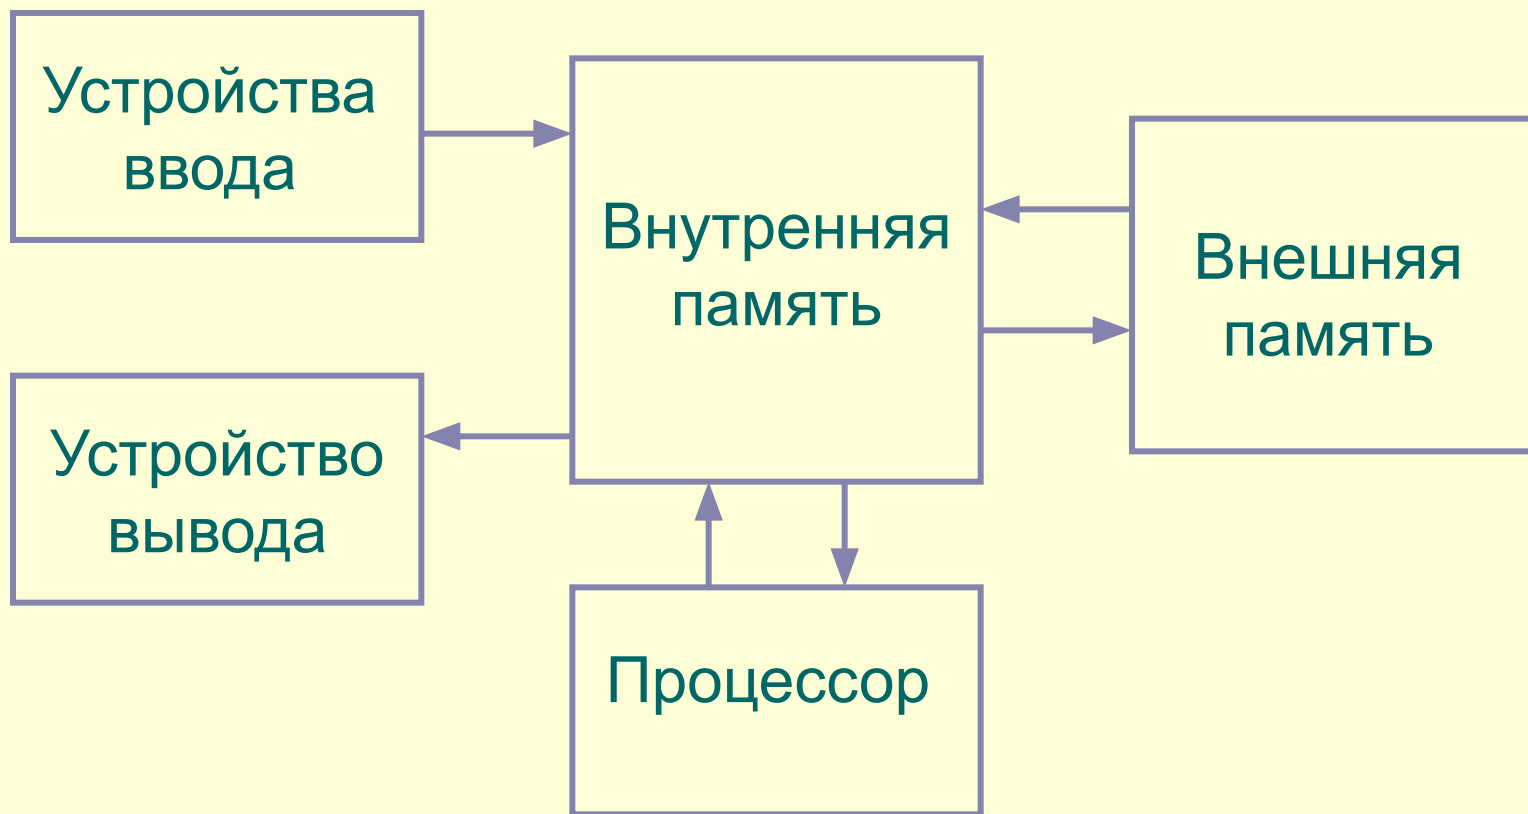 Устройства
ввода
Внутренняя
память
Внешняя
память
Устройство
вывода
Процессор